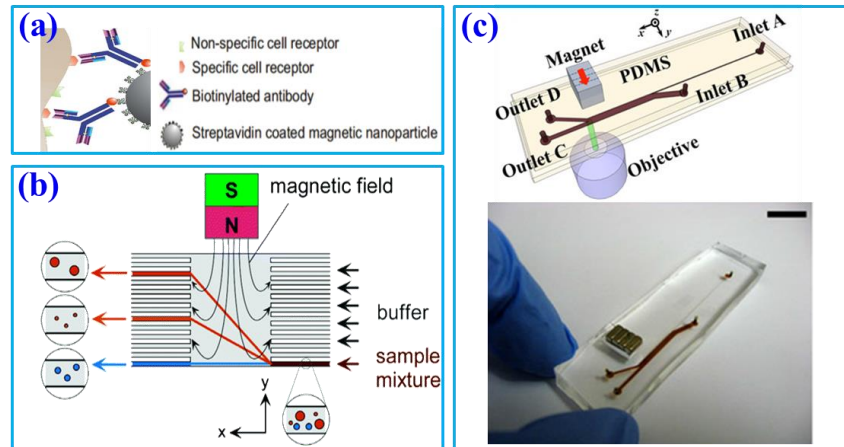 (a)
Non-specific cell receptor
Specific cell receptor
Biotinylated antibody
Streptavidin coated magnetic nanoparticle
(b)
S
N
magnetic field
buffer
sample
mixture
y
x
(c)
z
x
y
Magnet
PDMS
Inlet A
Inlet B
Outlet D
Outlet C
Objective